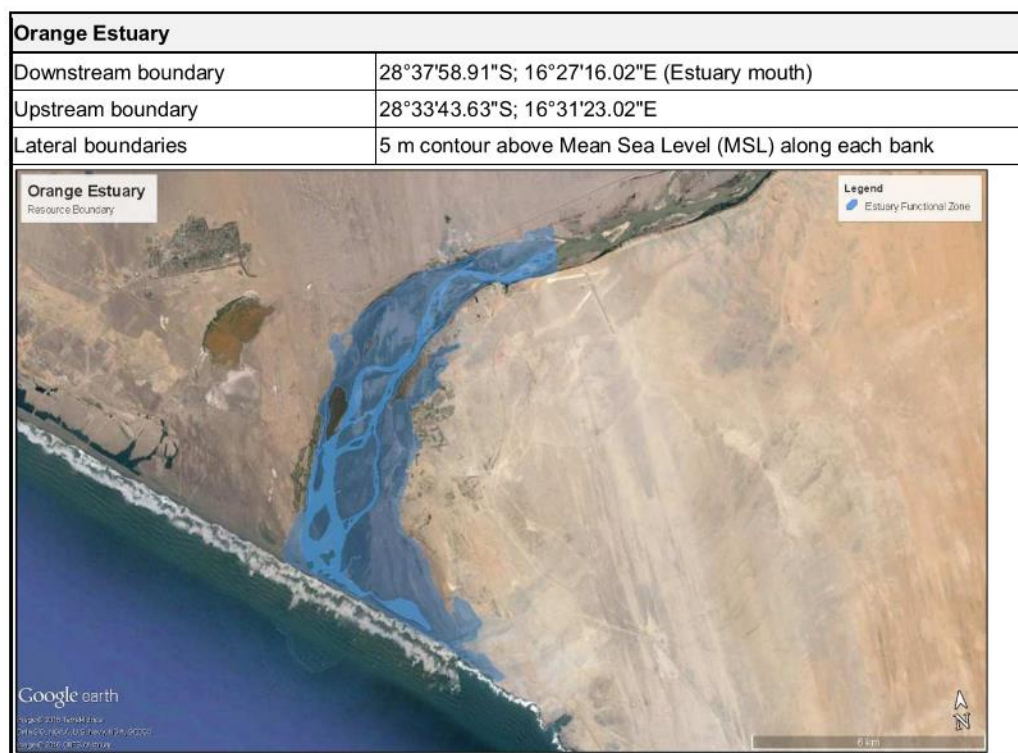 Orange Estuary
Downstream boundary 28°37'58.91"S; 16°27'16.02"E (Estuary mouth)
Upstream boundary 28°33'43.63"S; 16°31'23.02"E
Lateral boundaries 5 m contour above Mean Sea Level (MSL) along each bank
Orange Estuary
Resource Boundary
Legend
Estuary Functional Zone
Google earth
N
6 km